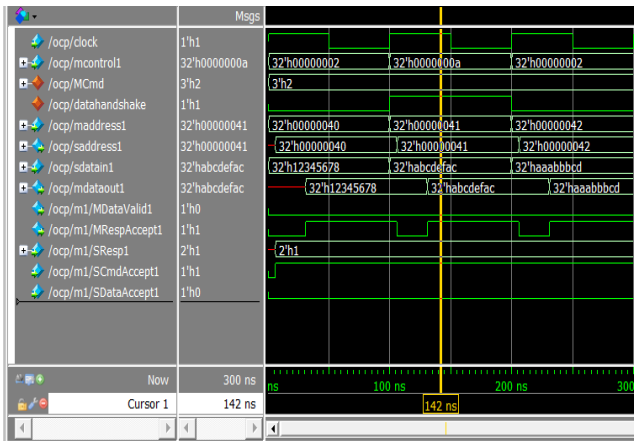 Msgs
/ocp/clock 1'h1
/ocp/mcontrol1 32'h0000000a 32'h00000002 32'h0000000a 32'h00000002
/ocp/MCmd 3'h2 3'h2
/ocp/datahandshake 1'h1
/ocp/maddress1 32'h00000041 32'h00000040 32'h00000041 32'h00000042
/ocp/saddress1 32'h00000041 32'h00000040 32'h00000041 32'h00000042
/ocp/sdatain1 32'habcdefac 32'h12345678 32'habcdefac 32'haaabbbcd
/ocp/mdataout1 32'habcdefac 32'h12345678 32'habcdefac 32'haaabbbcd
/ocp/m1/MDataValid1 1'h0
/ocp/m1/MRespAccept1 1'h1
/ocp/m1/SResp1 2'h1 2'h1
/ocp/m1/SCmdAccept1 1'h1
/ocp/m1/SDataAccept1 1'h0
Now 300 ns ns 100 ns 200 ns 300
Cursor 1 142 ns 142 ns